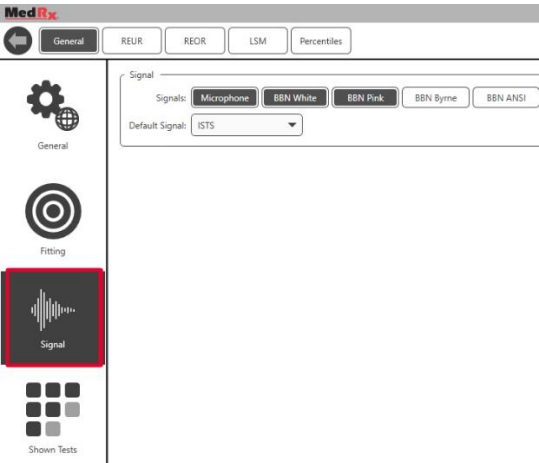 MedRx
General REUR REOR LSM Percentiles
Signal
Signals: Microphone BBN White BBN Pink BBN Byrne BBN ANSI
Default Signal: ISTS
General
Fitting
Signal
Shown Tests